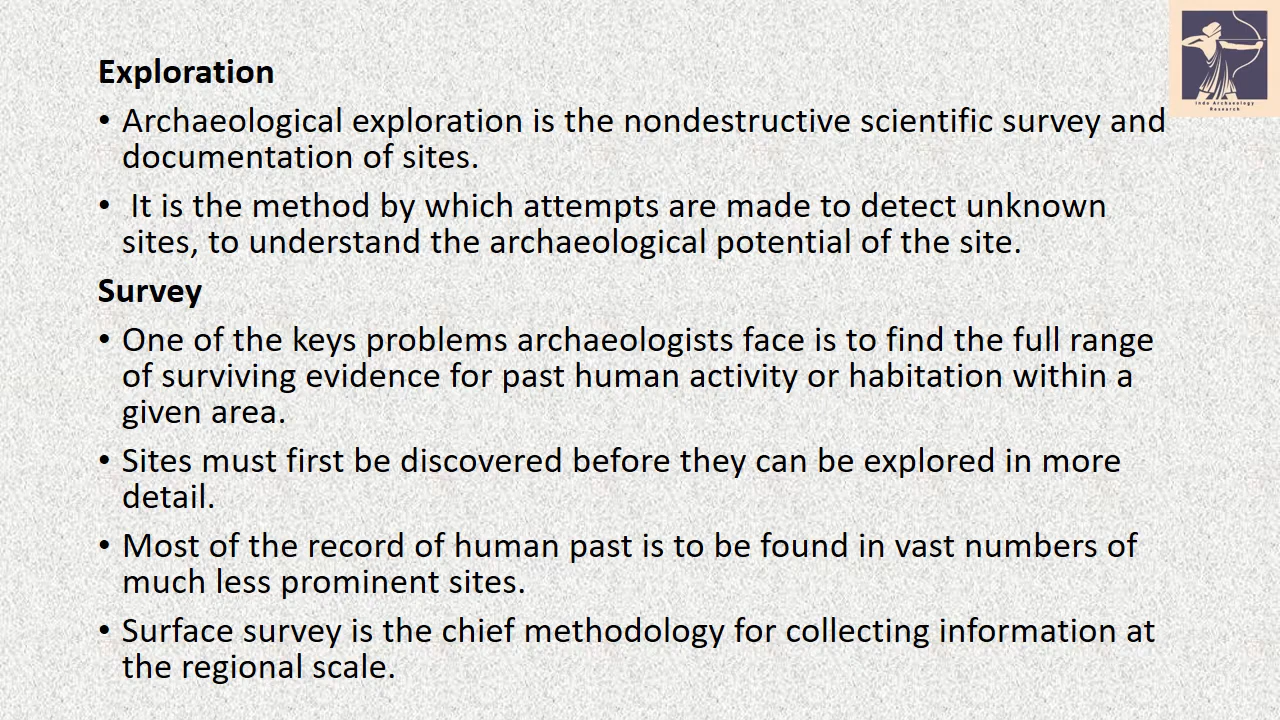 Indo Archaeology
Research
Exploration
• Archaeological exploration is the nondestructive scientific survey and
documentation of sites.
• It is the method by which attempts are made to detect unknown
sites, to understand the archaeological potential of the site.
Survey
• One of the keys problems archaeologists face is to find the full range
of surviving evidence for past human activity or habitation within a
given area.
• Sites must first be discovered before they can be explored in more
detail.
• Most of the record of human past is to be found in vast numbers of
much less prominent sites.
• Surface survey is the chief methodology for collecting information at
the regional scale.